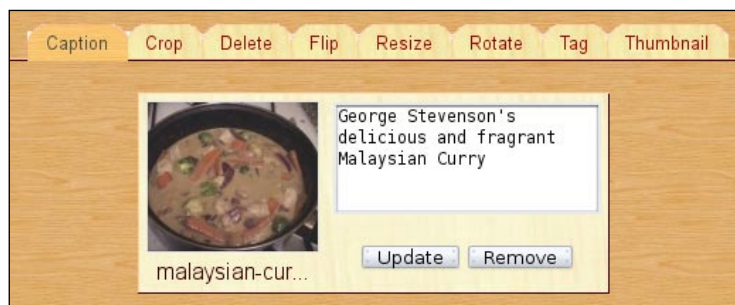 Caption Crop Delete Flip Resize Rotate Tag Thumbnail
George Stevenson's
delicious and fragrant
Malaysian Curry
Update Remove
malaysian-cur...